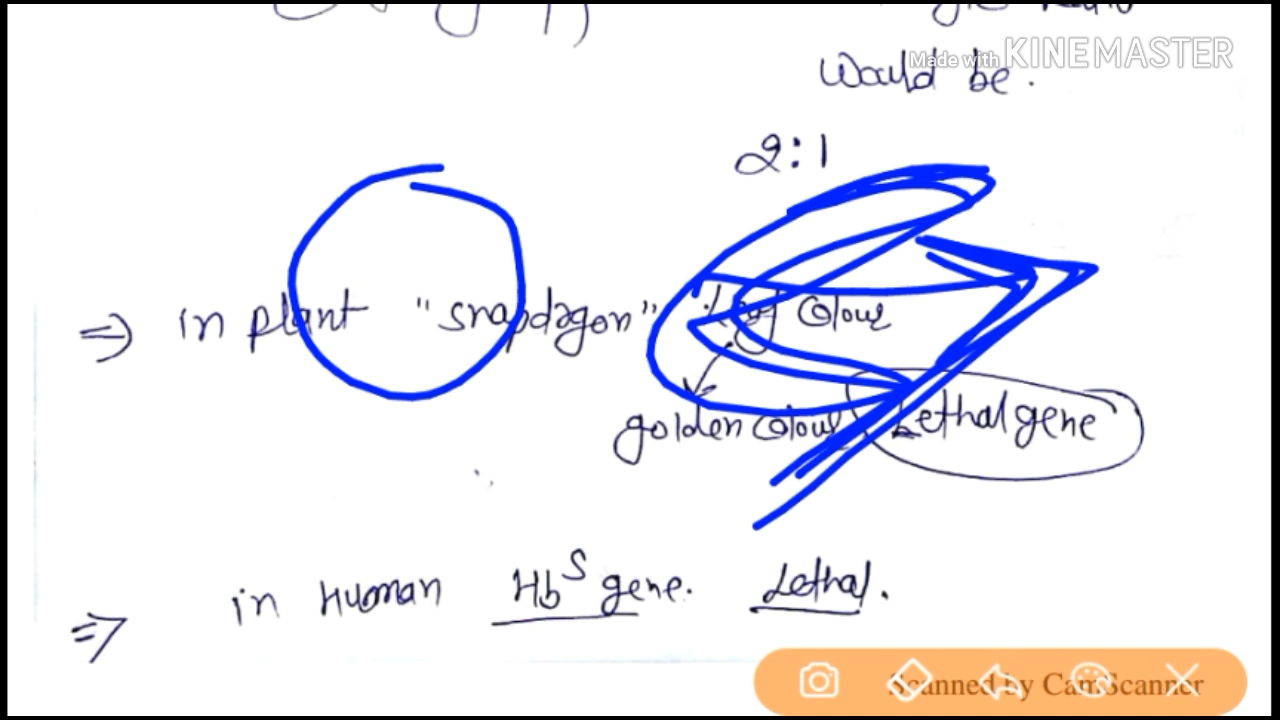 Made with KINEMASTER
Would be.
2:1
⇒ in plant "snapdagon" Leaf Colour
golden Colour Lethal gene
⇒ in Human Hb^S gene. Lethal.
Scanned by CamScanner